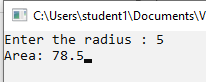 C:\Users\student1\Documents\V
Enter the radius : 5
Area: 78.5